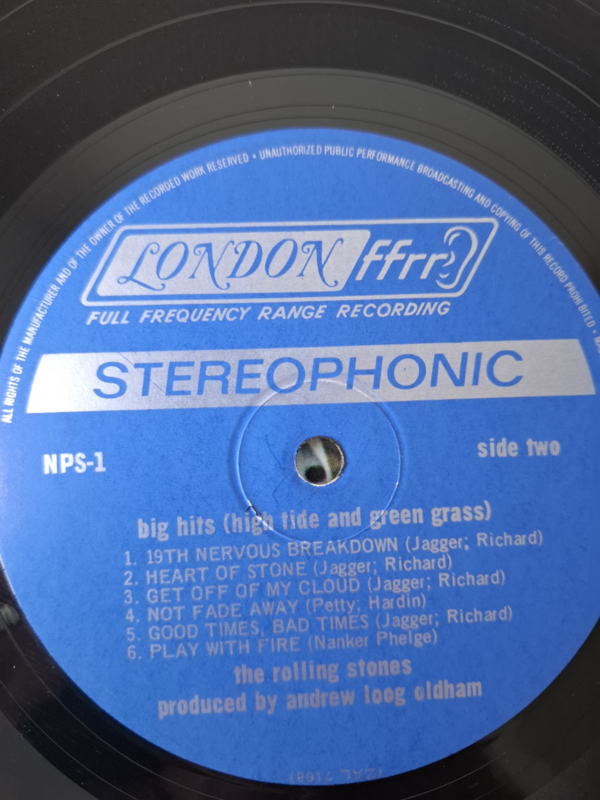 ALL RIGHTS OF THE MANUFACTURER AND OF THE OWNER OF THE RECORDED WORK RESERVED • UNAUTHORIZED PUBLIC PERFORMANCE BROADCASTING AND COPYING OF THIS RECORD PROHIBITED •
LONDON ffrr
FULL FREQUENCY RANGE RECORDING
STEREOPHONIC
NPS-1 side two
big hits (high tide and green grass)
1. 19TH NERVOUS BREAKDOWN (Jagger; Richard)
2. HEART OF STONE (Jagger; Richard)
3. GET OFF OF MY CLOUD (Jagger; Richard)
4. NOT FADE AWAY (Petty; Hardin)
5. GOOD TIMES, BAD TIMES (Jagger; Richard)
6. PLAY WITH FIRE (Nanker Phelge)
the rolling stones
produced by andrew loog oldham